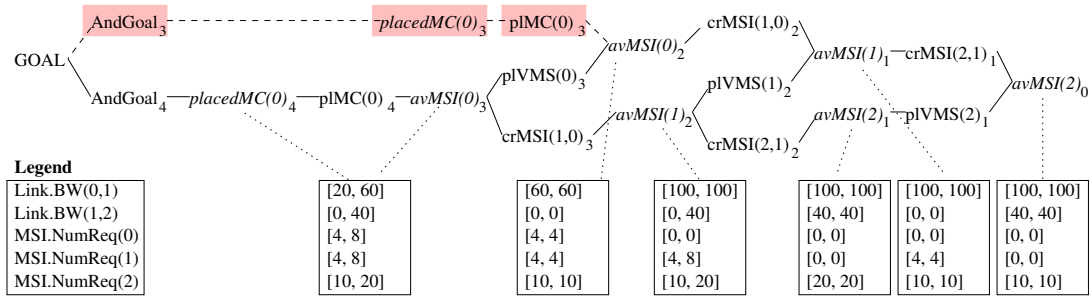 AndGoal3 placedMC(0)3 plMC(0)3 avMSI(0)2 crMSI(1,0)2 avMSI(1)1 crMSI(2,1)1
GOAL plVMS(0)3 plVMS(1)2 avMSI(2)0
AndGoal4 placedMC(0)4 plMC(0)4 avMSI(0)3 crMSI(1,0)3 avMSI(1)2 crMSI(2,1)2 avMSI(2)1 plVMS(2)1
Legend
Link.BW(0,1) [20, 60] [60, 60] [100, 100] [100, 100] [100, 100] [100, 100]
Link.BW(1,2) [0, 40] [0, 0] [0, 40] [40, 40] [0, 0] [40, 40]
MSI.NumReq(0) [4, 8] [4, 4] [0, 0] [0, 0] [0, 0] [0, 0]
MSI.NumReq(1) [4, 8] [4, 4] [4, 8] [0, 0] [4, 4] [0, 0]
MSI.NumReq(2) [10, 20] [10, 10] [10, 20] [20, 20] [10, 10] [10, 10]